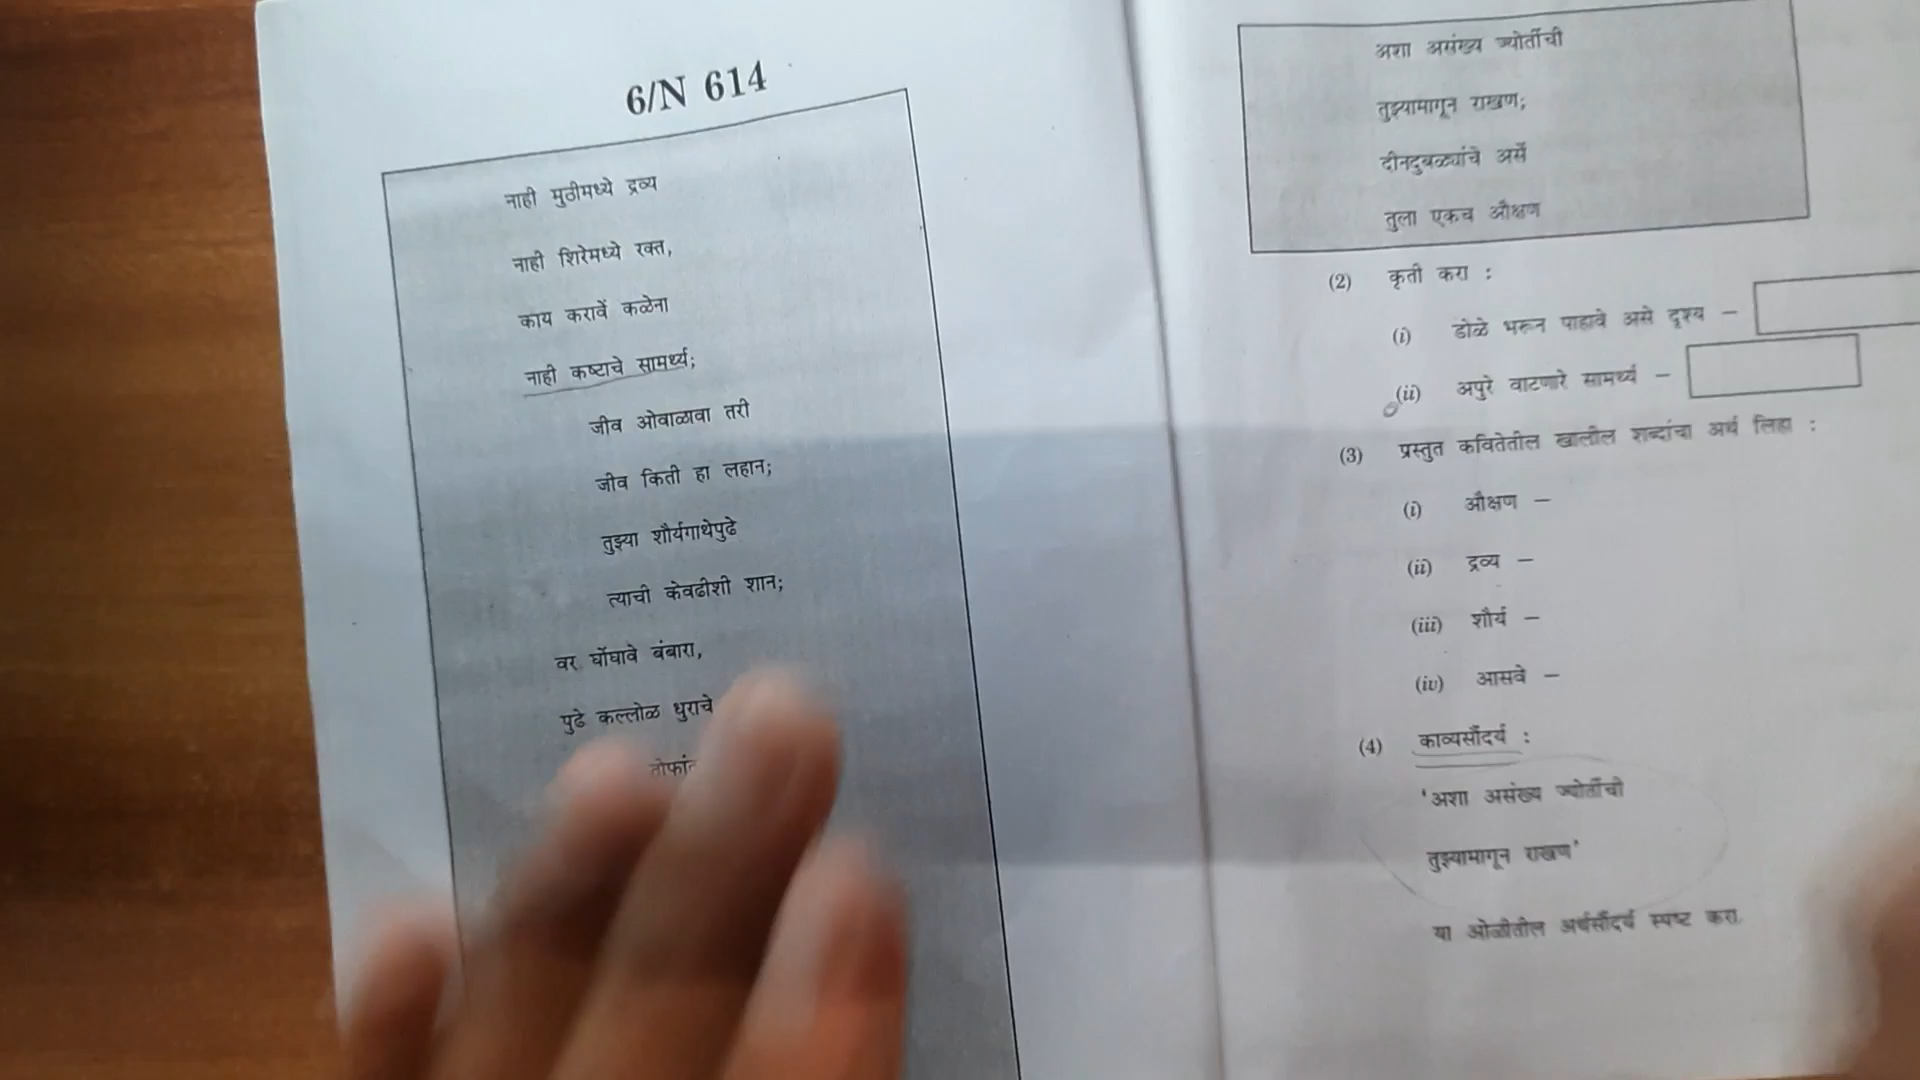 6/N 614
नाही मुठीमध्ये द्रव्य
नाही शिरेमध्ये रक्त,
काय करावें कळेना
नाही कष्टाचे सामर्थ्य;
जीव ओवाळावा तरी
जीव किती हा लहान;
तुझ्या शौर्यगाथेपुढे
त्याची केवढीशी शान;
वर घोंघावे बंबारा,
पुढे कल्लोळ धुराचे
अशा असंख्य ज्योतींची
तुझ्यामागून राखण;
दीनदुबळ्यांचे असें
तुला एकच औक्षण
(2) कृती करा :
(i) डोळे भरून पाहावे असे दृश्य –
(ii) अपुरे वाटणारे सामर्थ्य –
(3) प्रस्तुत कवितेतील खालील शब्दांचा अर्थ लिहा :
(i) औक्षण –
(ii) द्रव्य –
(iii) शौर्य –
(iv) आसवे –
(4) काव्यसौंदर्य :
'अशा असंख्य ज्योतींची
तुझ्यामागून राखण'
या ओळीतील अर्थसौंदर्य स्पष्ट करा.